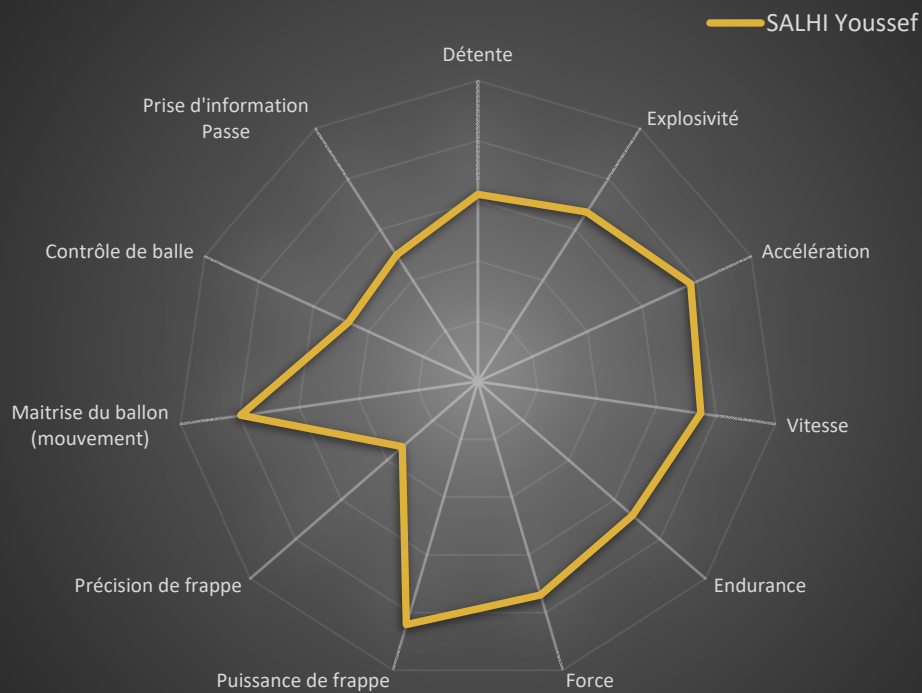 SALHI Youssef
Détente
Explosivité
Accélération
Vitesse
Endurance
Force
Puissance de frappe
Précision de frappe
Maitrise du ballon
(mouvement)
Contrôle de balle
Prise d'information
Passe